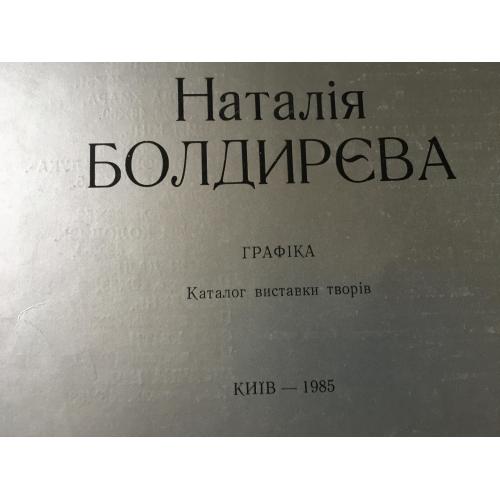 Наталія
БОЛДИРЄВА
ГРАФІКА
Каталог виставки творів
КИЇВ — 1985